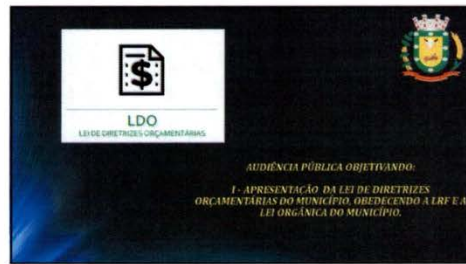 $
LDO
LEI DE DIRETRIZES ORÇAMENTÁRIAS
AUDIÊNCIA PÚBLICA OBJETIVANDO:
I - APRESENTAÇÃO DA LEI DE DIRETRIZES
ORÇAMENTÁRIAS DO MUNICÍPIO, OBEDECENDO A LRF E A
LEI ORGÂNICA DO MUNICÍPIO.